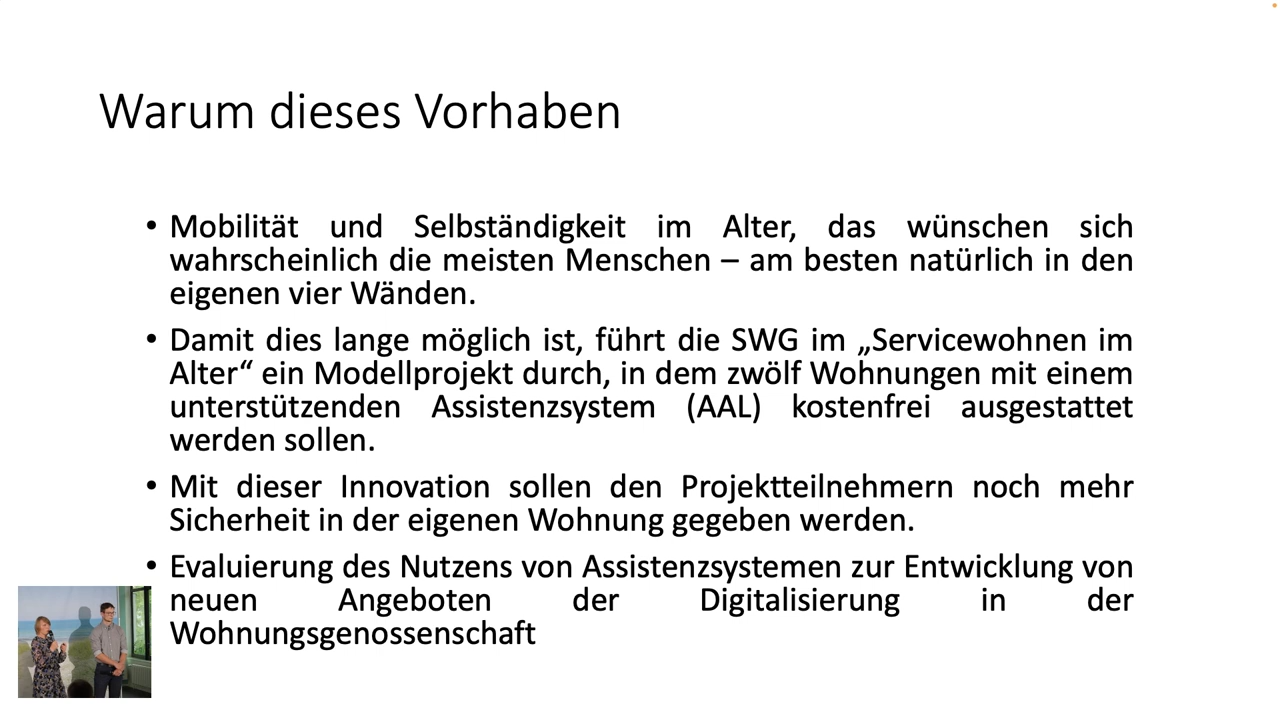 Warum dieses Vorhaben
• Mobilität und Selbständigkeit im Alter, das wünschen sich
wahrscheinlich die meisten Menschen – am besten natürlich in den
eigenen vier Wänden.
• Damit dies lange möglich ist, führt die SWG im „Servicewohnen im
Alter“ ein Modellprojekt durch, in dem zwölf Wohnungen mit einem
unterstützenden Assistenzsystem (AAL) kostenfrei ausgestattet
werden sollen.
• Mit dieser Innovation sollen den Projektteilnehmern noch mehr
Sicherheit in der eigenen Wohnung gegeben werden.
• Evaluierung des Nutzens von Assistenzsystemen zur Entwicklung von
neuen Angeboten der Digitalisierung in der
Wohnungsgenossenschaft